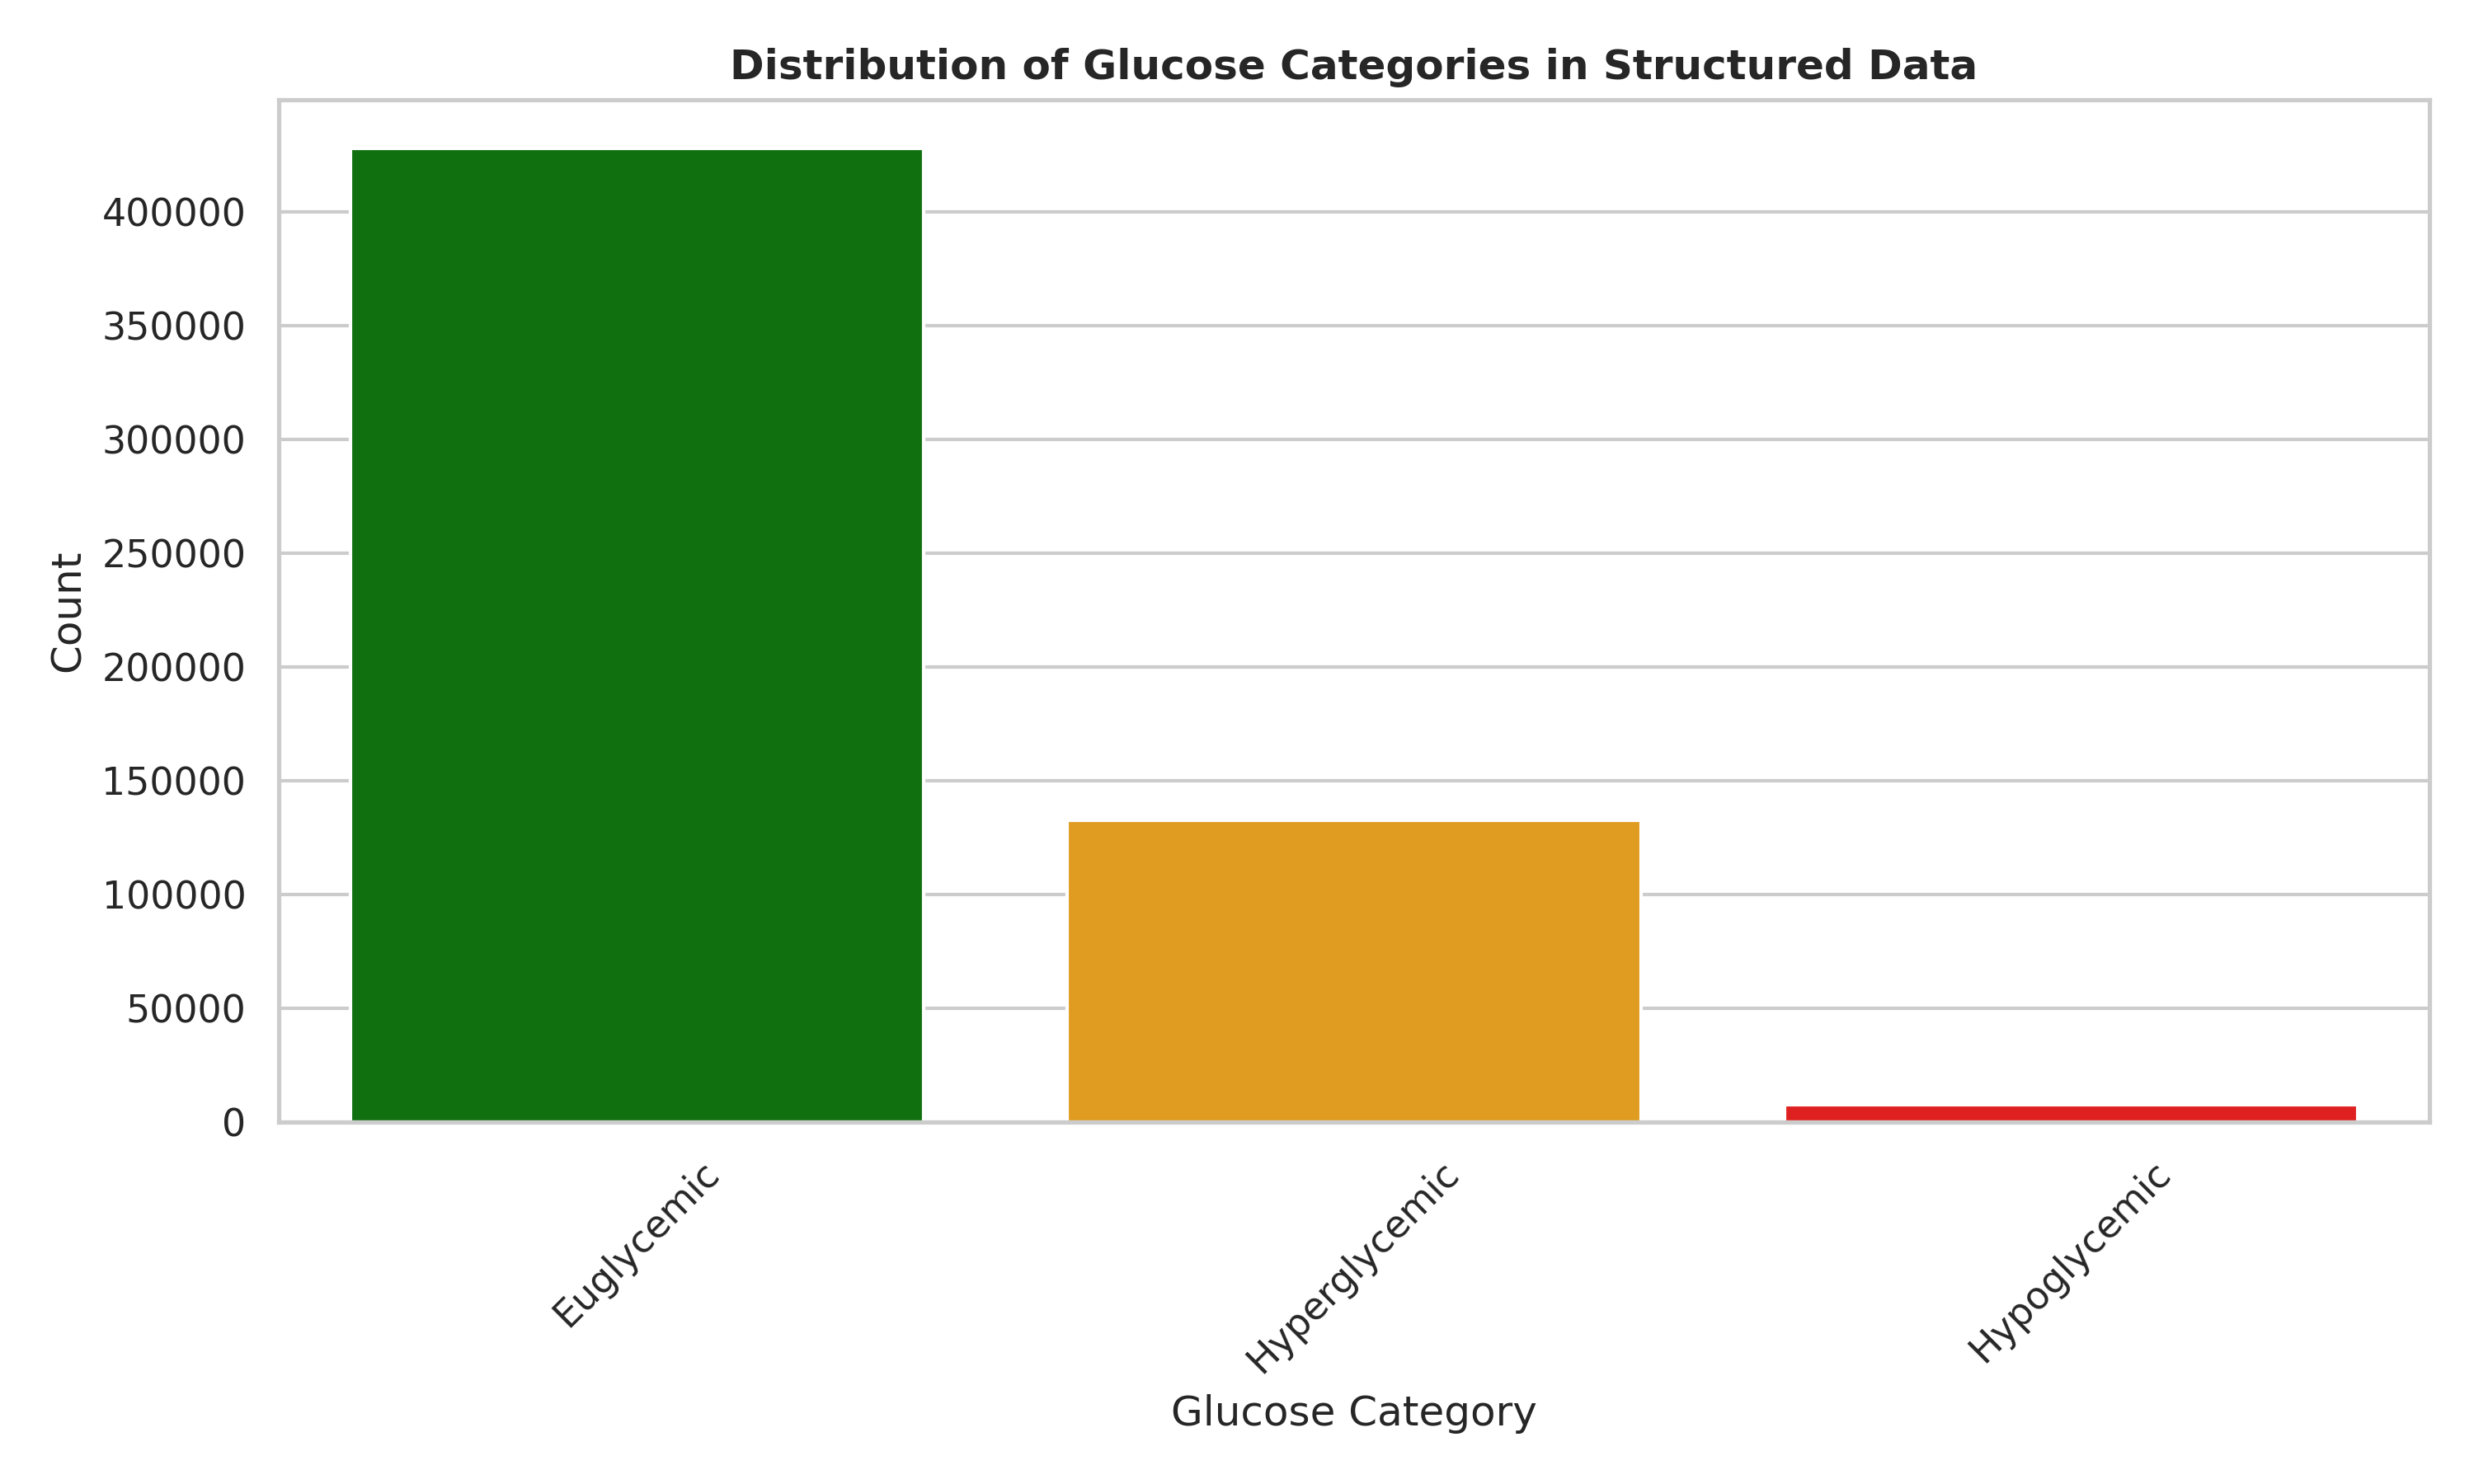 Distribution of Glucose Categories in Structured Data
400000
350000
300000
250000
200000
150000
100000
50000
0
Count
Euglycemic
Hyperglycemic
Hypoglycemic
Glucose Category